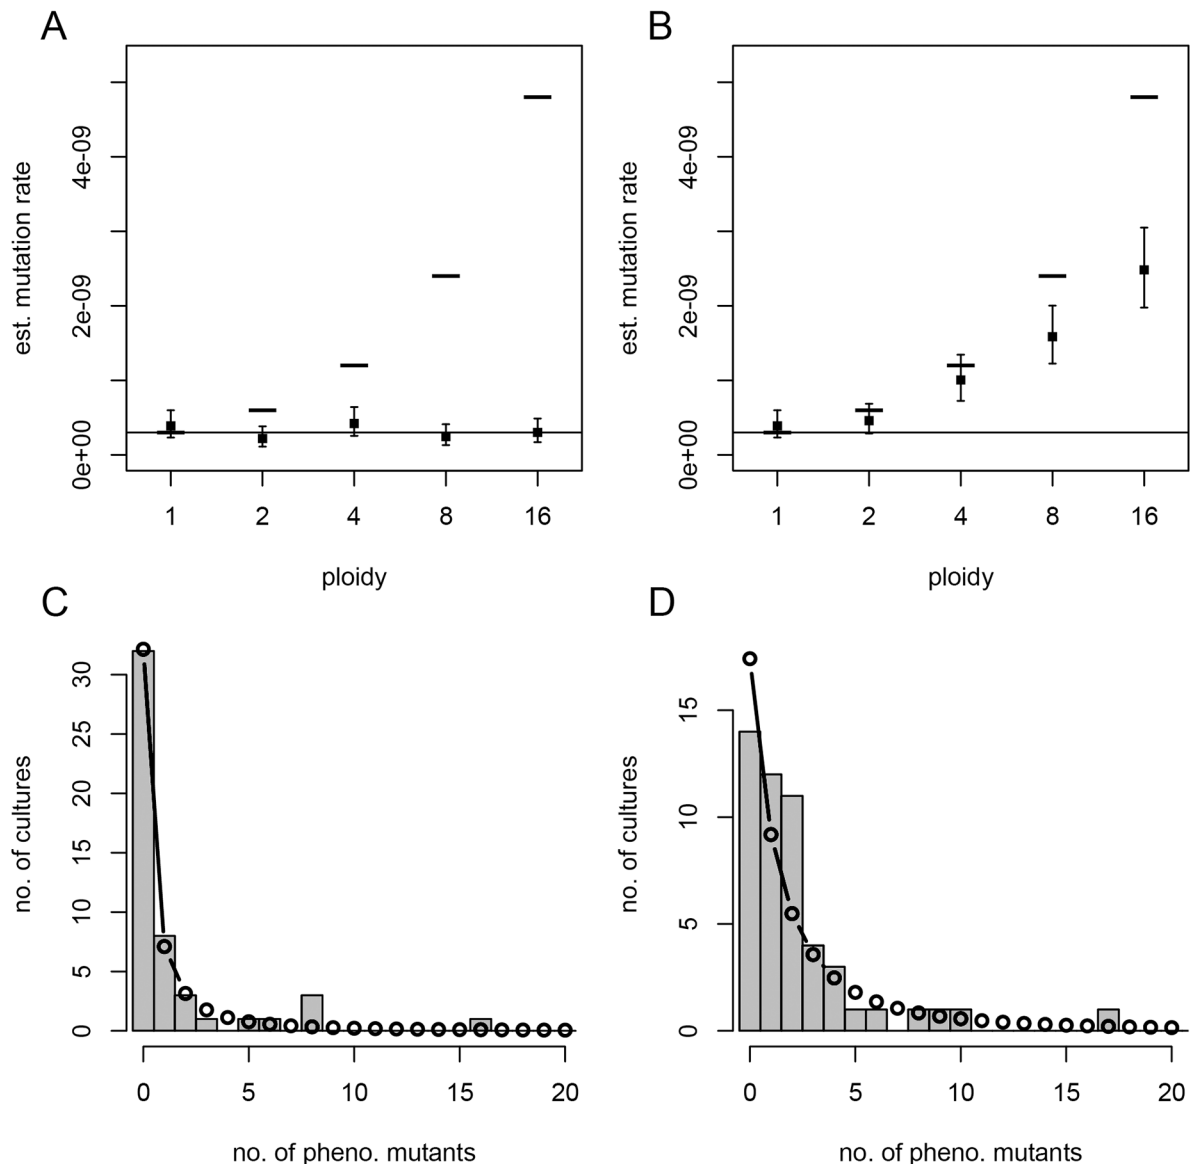 A
est. mutation rate
0e+00
2e-09
4e-09
1
2
4
8
16
ploidy
B
est. mutation rate
0e+00
2e-09
4e-09
1
2
4
8
16
ploidy
C
no. of cultures
0
5
10
15
20
25
30
0
5
10
15
20
no. of pheno. mutants
D
no. of cultures
0
5
10
15
0
5
10
15
20
no. of pheno. mutants